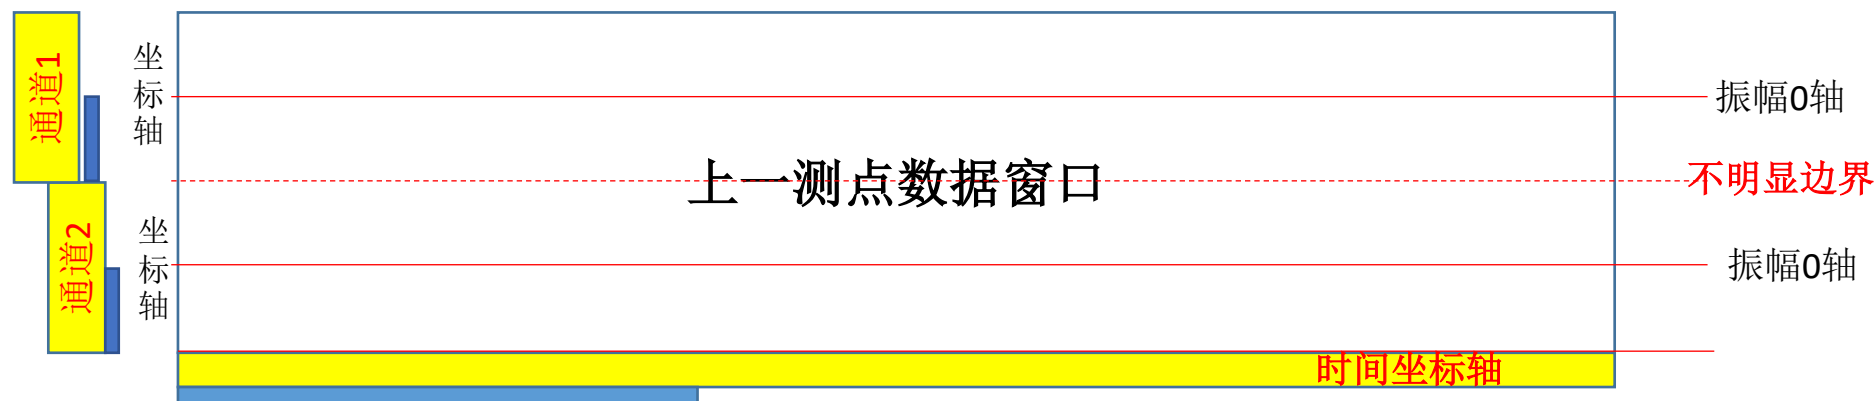 通道1
坐标轴
振幅0轴
上一测点数据窗口
不明显边界
通道2
坐标轴
振幅0轴
时间坐标轴